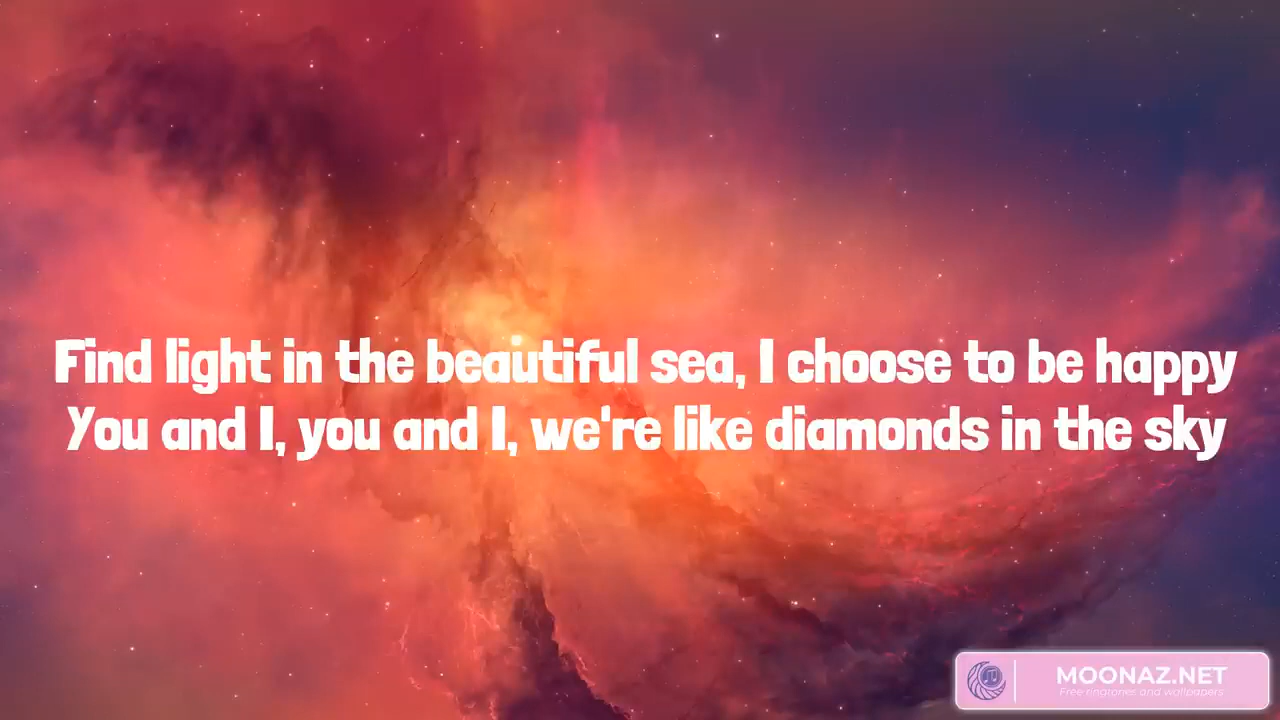 Find light in the beautiful sea, I choose to be happy
You and I, you and I, we're like diamonds in the sky
MOONAZ.NET
Free ringtones and wallpapers